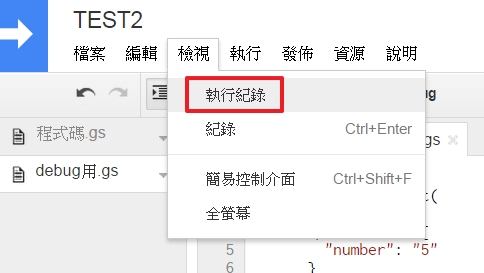 TEST2
檔案 編輯 檢視 執行 發佈 資源 說明
執行紀錄
紀錄 Ctrl+Enter
程式碼.gs
gs
debug用.gs
簡易控制介面 Ctrl+Shift+F
全螢幕
5 "number": "5"
6 }